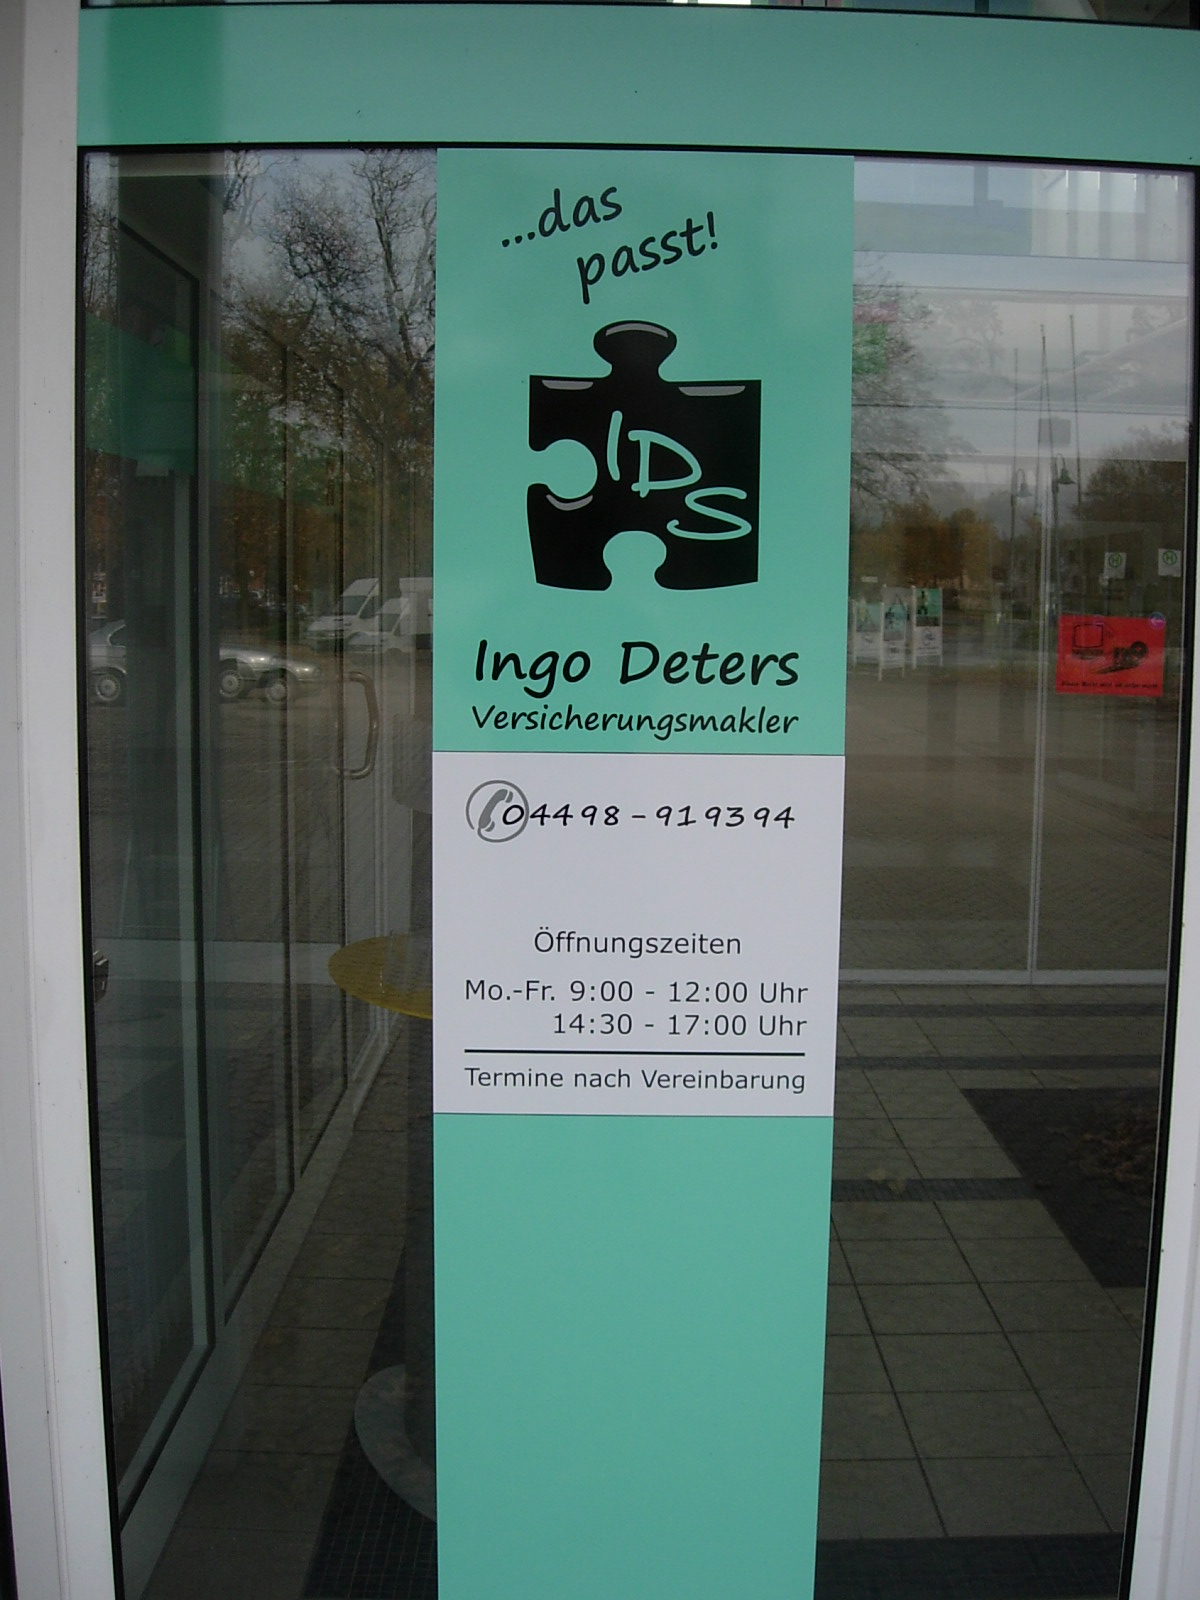 ...das
passt!
IDS
Ingo Deters
Versicherungsmakler
04498-919394
Öffnungszeiten
Mo.-Fr. 9:00 - 12:00 Uhr
14:30 - 17:00 Uhr
Termine nach Vereinbarung